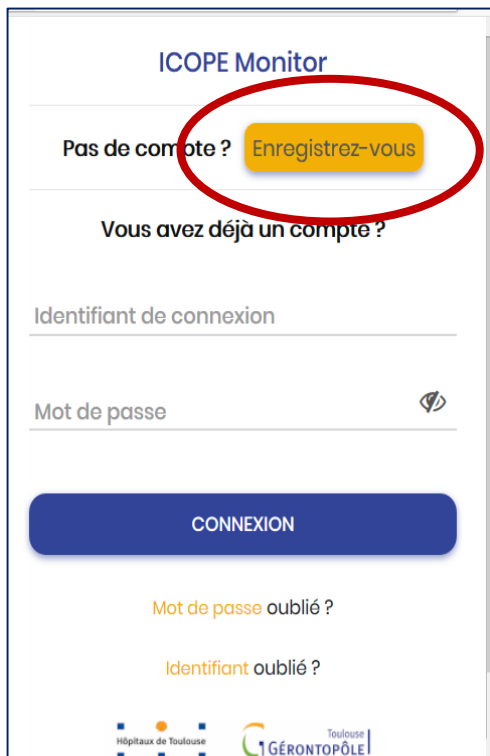 ICOPE Monitor
Pas de compte ? Enregistrez-vous
Vous avez déjà un compte ?
Identifiant de connexion
Mot de passe
CONNEXION
Mot de passe oublié ?
Identifiant oublié ?
Hôpitaux de Toulouse
Toulouse
GÉRONTOPÔLE